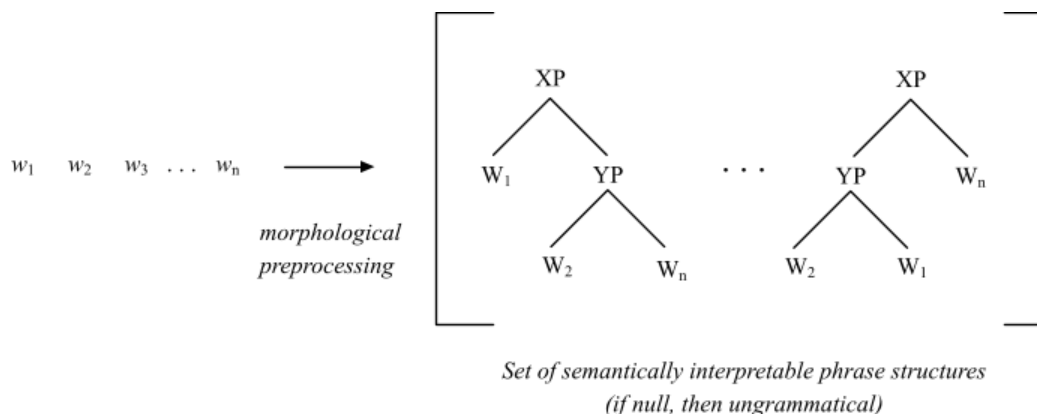 XP XP
w1 w2 w3 ... wn W1 YP ... YP Wn
morphological
preprocessing
W2 Wn W2 W1
Set of semantically interpretable phrase structures
(if null, then ungrammatical)